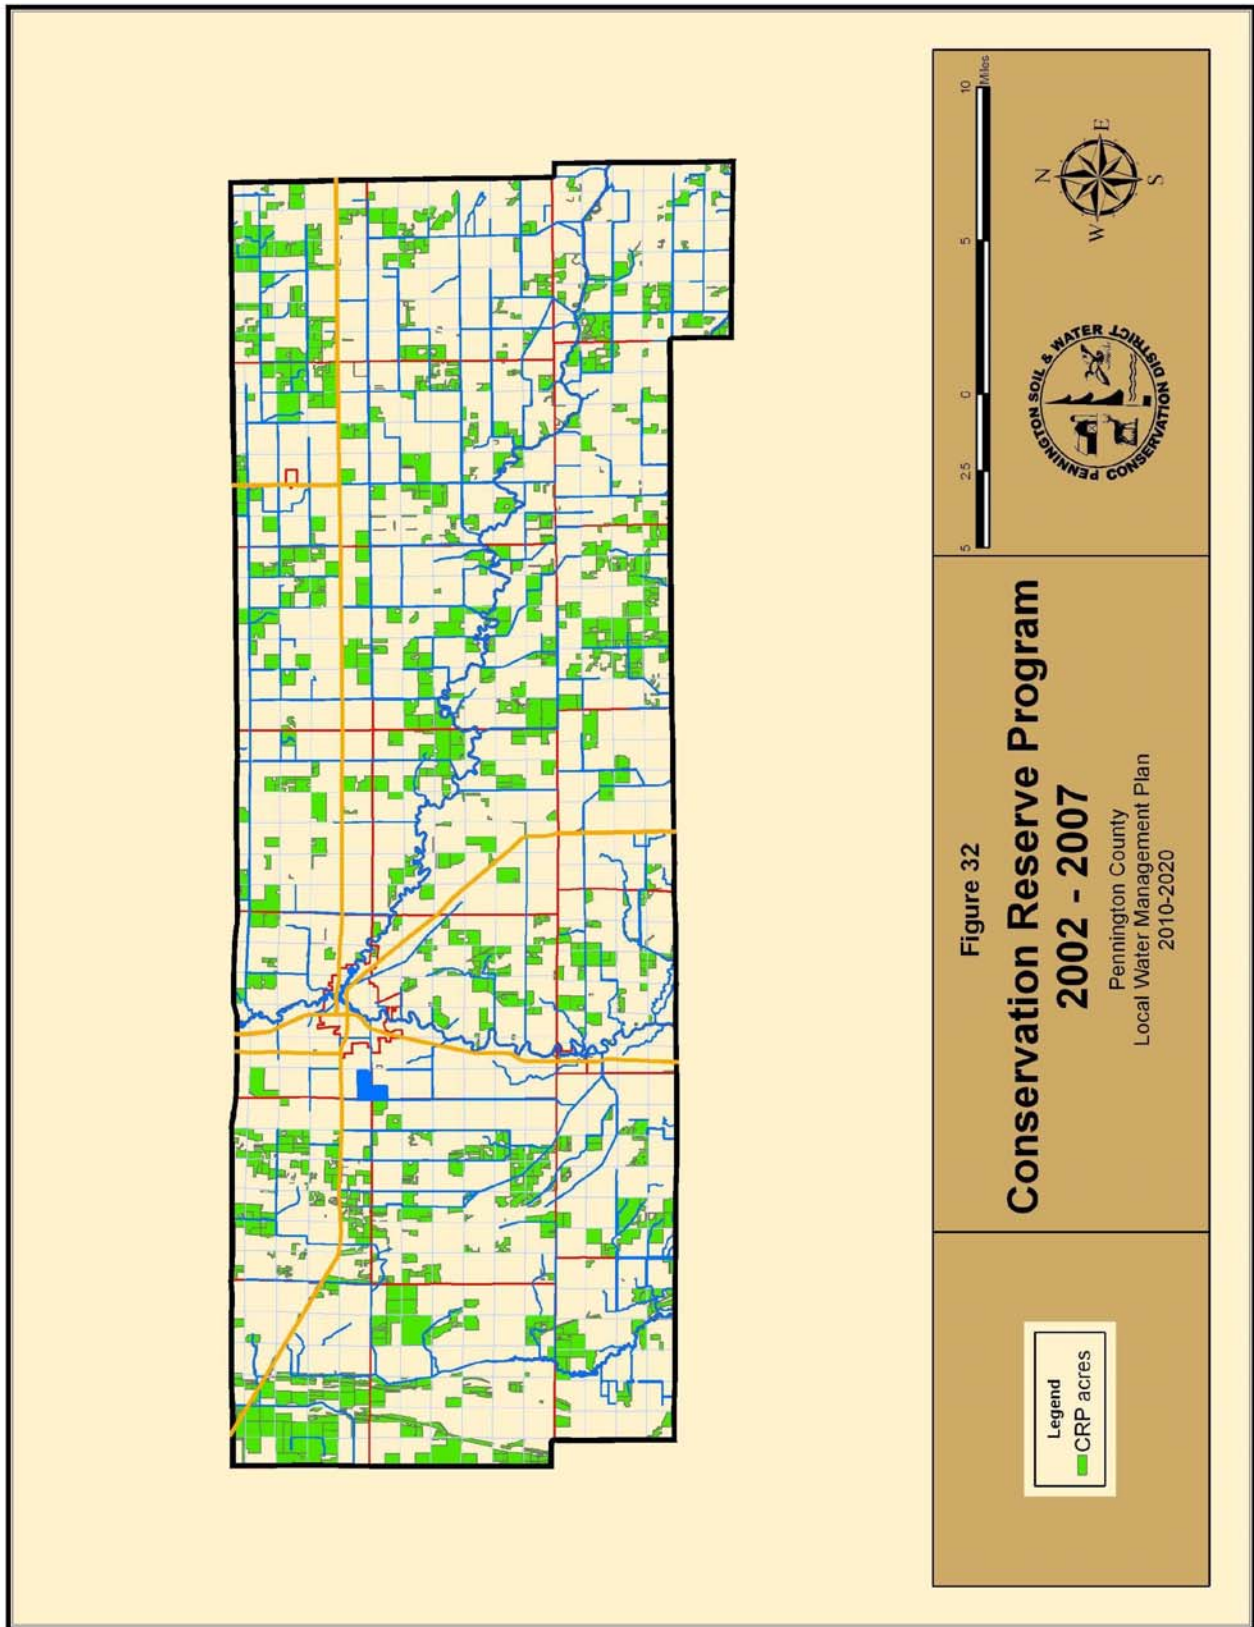 Legend
CRP acres
Figure 32
Conservation Reserve Program
2002 - 2007
Pennington County
Local Water Management Plan
2010-2020
5 2.5 0 5 10
Miles
PENNINGTON SOIL & WATER
CONSERVATION DISTRICT
N
W E
S